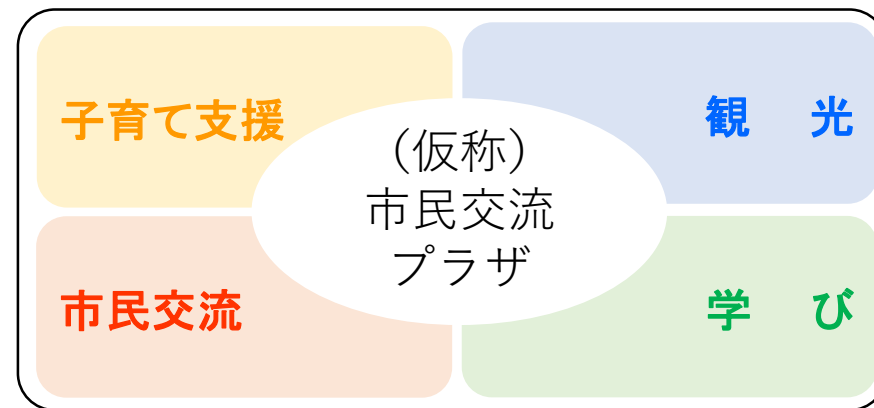 子育て支援
観　光
（仮称）
市民交流
プラザ
市民交流
学　び